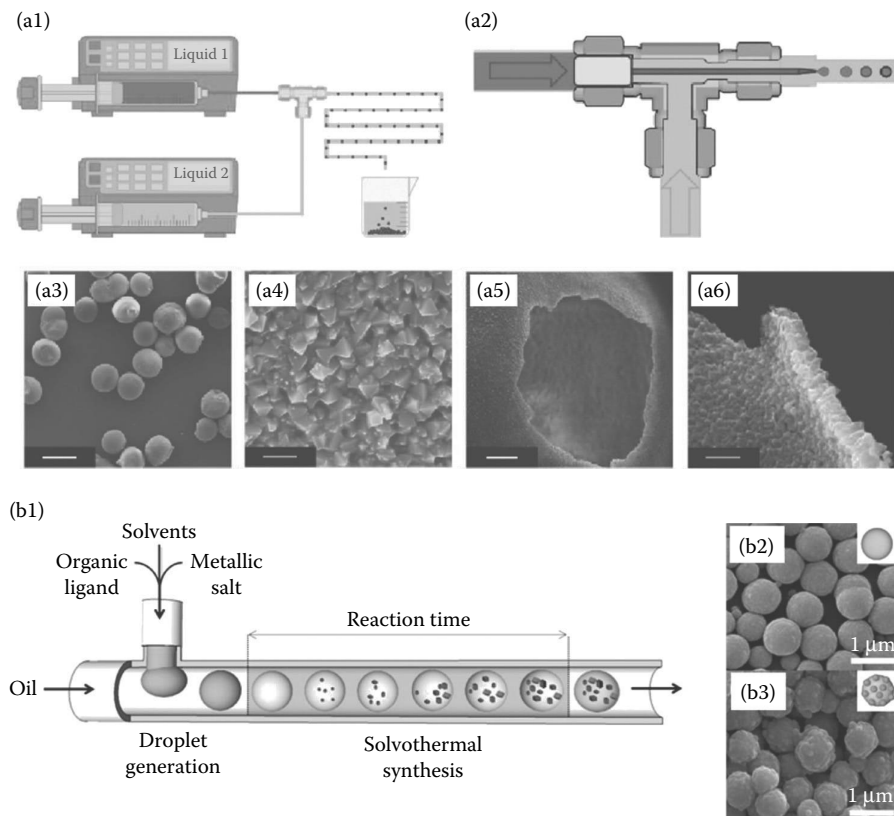 (a1)
Liquid 1
Liquid 2
(a2)
(a3)
(a4)
(a5)
(a6)
(b1)
Solvents
Organic
ligand
Metallic
salt
Reaction time
Oil
Droplet
generation
Solvothermal
synthesis
(b2)
1 μm
(b3)
1 μm